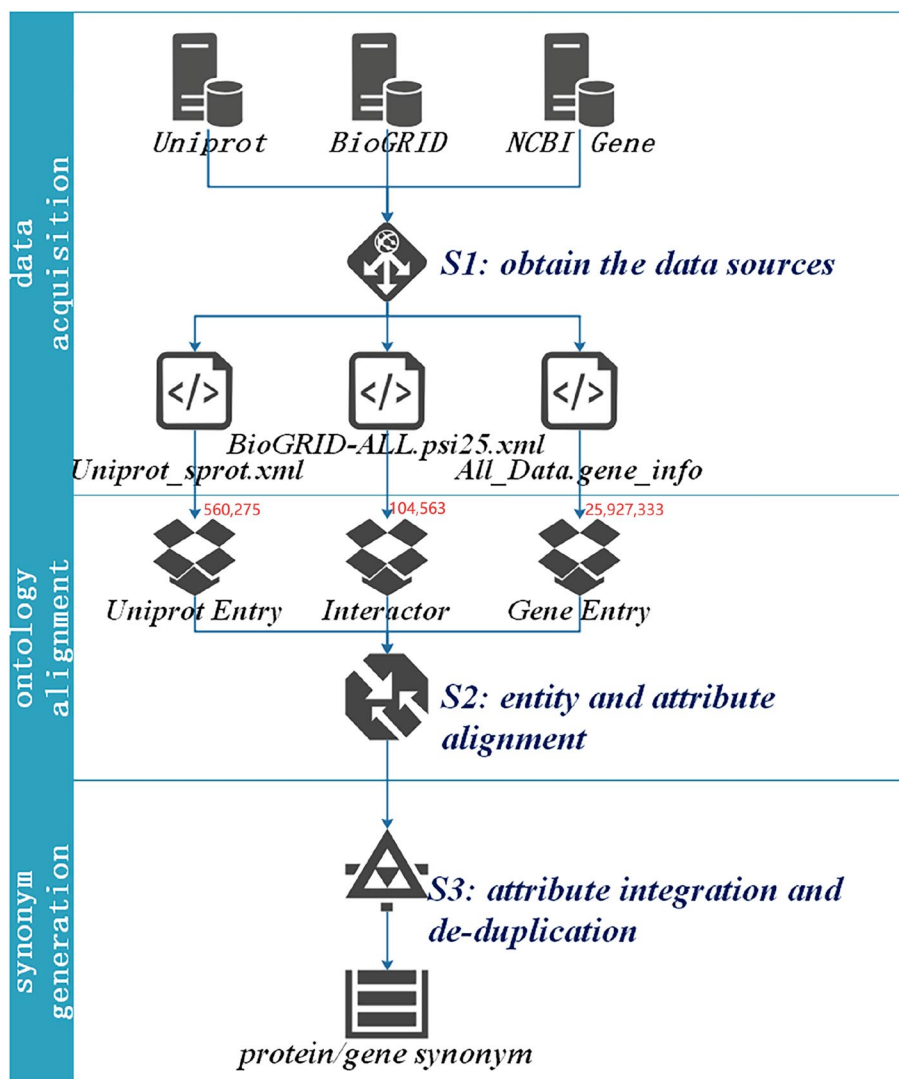 data
acquisition
Uniprot
BioGRID
NCBI Gene
S1: obtain the data sources
BioGRID-ALL.psi25.xml
Uniprot_sprot.xml
All_Data.gene_info
ontology
alignment
560,275
104,563
25,927,333
Uniprot Entry
Interactor
Gene Entry
S2: entity and attribute
alignment
synonym
generation
S3: attribute integration and
de-duplication
protein/gene synonym